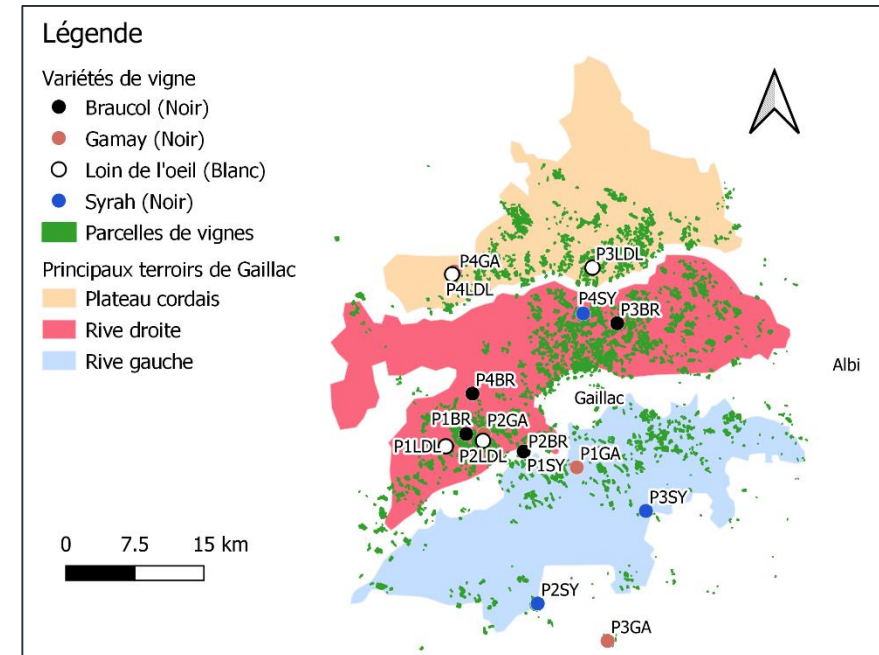 Légende
Variétés de vigne
Braucol (Noir)
Gamay (Noir)
Loin de l'oeil (Blanc)
Syrah (Noir)
Parcelles de vignes
Principaux terroirs de Gaillac
Plateau cordais
Rive droite
Rive gauche
0 7.5 15 km
P4GA
P4LDL
P3LDL
P4SY
P3BR
Albi
P4BR
Gaillac
P1BR
P2GA
P1LDL
P2LDL
P2BR
P1SY
P1GA
P3SY
P2SY
P3GA